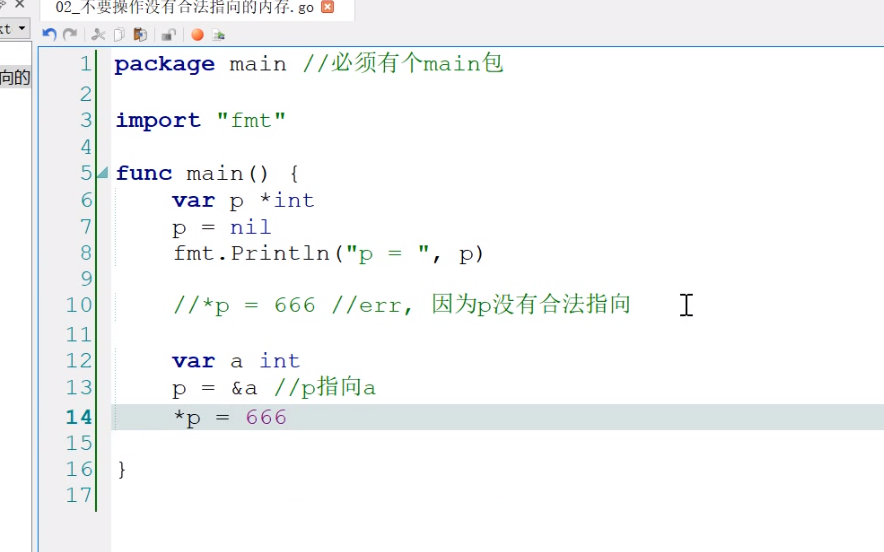 02_不要操作没有合法指向的内存.go
kt
向的
1 package main //必须有个main包
2
3 import "fmt"
4
5 func main() {
6 var p *int
7 p = nil
8 fmt.Println("p = ", p)
9
10 //*p = 666 //err, 因为p没有合法指向
11
12 var a int
13 p = &a //p指向a
14 *p = 666
15
16 }
17